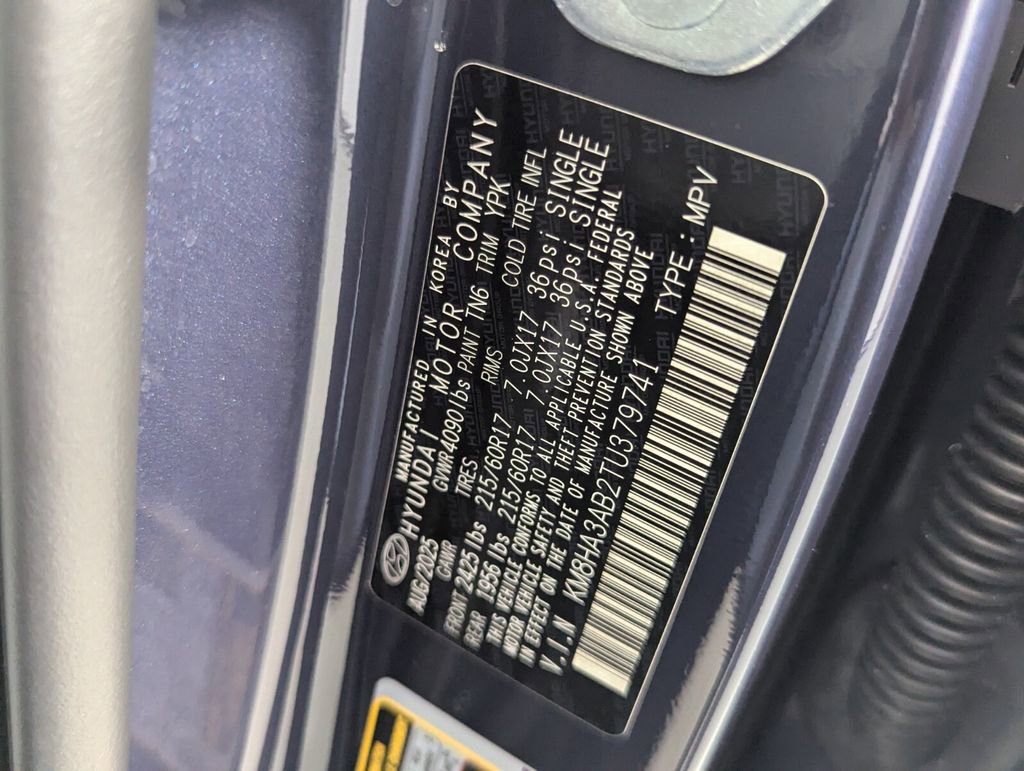 MANUFACTURED IN KOREA BY
HYUNDAI MOTOR COMPANY
AUG/2025 GVWR4090lbs PAINT TN6 TRIM YPK
GAWR TIRES RIMS COLD TIRE INFL
FRONT 2425 lbs 215/60R17 7.0JX17 36psi SINGLE
REAR 1956 lbs 215/60R17 7.0JX17 36psi SINGLE
THIS VEHICLE CONFORMS TO ALL APPLICABLE U.S.A. FEDERAL
MOTOR VEHICLE SAFETY AND THEFT PREVENTION STANDARDS
IN EFFECT ON THE DATE OF MANUFACTURE SHOWN ABOVE
V.I.N KM8HA3AB2TU379741 TYPE : MPV